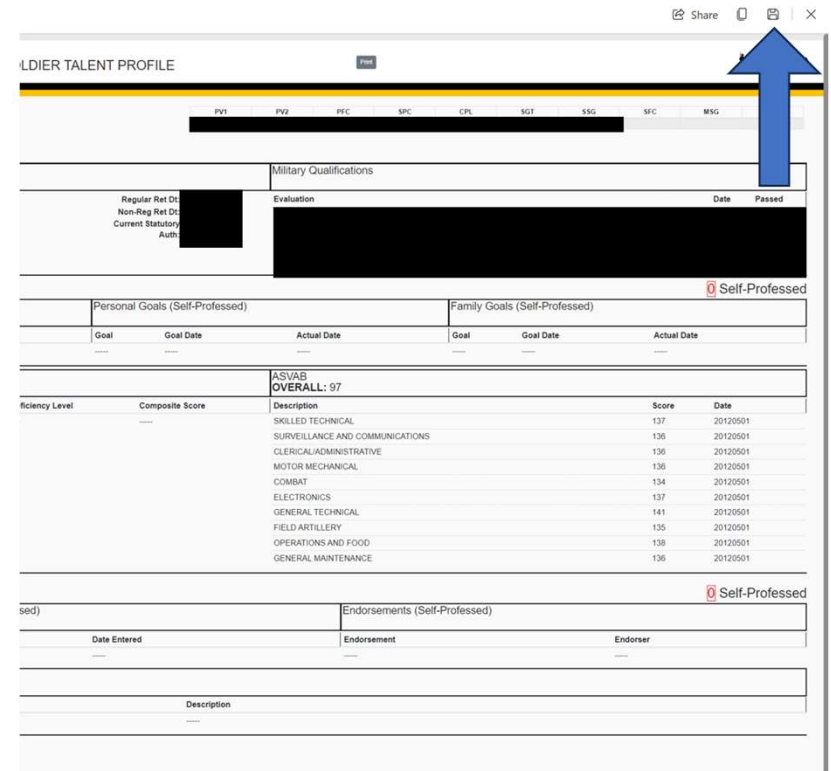 Share
LDIER TALENT PROFILE Print
PV1 PV2 PFC SPC CPL SGT SSG SFC MSG
Military Qualifications
Regular Ret Dt: Evaluation Date Passed
Non-Reg Ret Dt:
Current Statutory
Auth:
0 Self-Professed
Personal Goals (Self-Professed) Family Goals (Self-Professed)
Goal Goal Date Actual Date Goal Goal Date Actual Date
---- ---- ---- ---- ---- ----
ASVAB
OVERALL: 97
ficiency Level Composite Score Description Score Date
---- SKILLED TECHNICAL 137 20120501
SURVEILLANCE AND COMMUNICATIONS 136 20120501
CLERICAL/ADMINISTRATIVE 136 20120501
MOTOR MECHANICAL 136 20120501
COMBAT 134 20120501
ELECTRONICS 137 20120501
GENERAL TECHNICAL 141 20120501
FIELD ARTILLERY 135 20120501
OPERATIONS AND FOOD 138 20120501
GENERAL MAINTENANCE 136 20120501
0 Self-Professed
sed) Endorsements (Self-Professed)
Date Entered Endorsement Endorser
---- ---- ----
Description
----